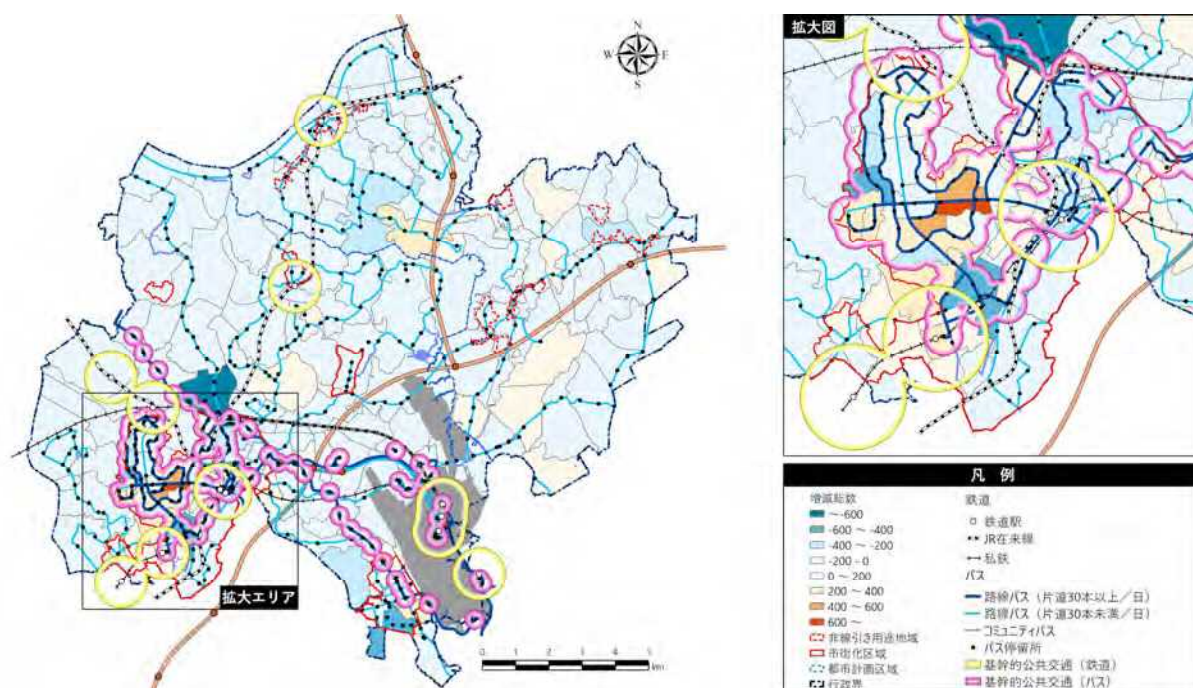 N
W E
S
拡大図
拡大エリア
0 1 2 3 4 5
km
凡 例
増減総数
～-600
-600 ～ -400
-400 ～ -200
-200 - 0
0 ～ 200
200 ～ 400
400 ～ 600
600 ～
非線引き用途地域
市街化区域
都市計画区域
行政界
鉄道
鉄道駅
JR在来線
私鉄
バス
路線バス（片道30本以上／日）
路線バス（片道30本未満／日）
コミュニティバス
バス停留所
基幹的公共交通（鉄道）
基幹的公共交通（バス）